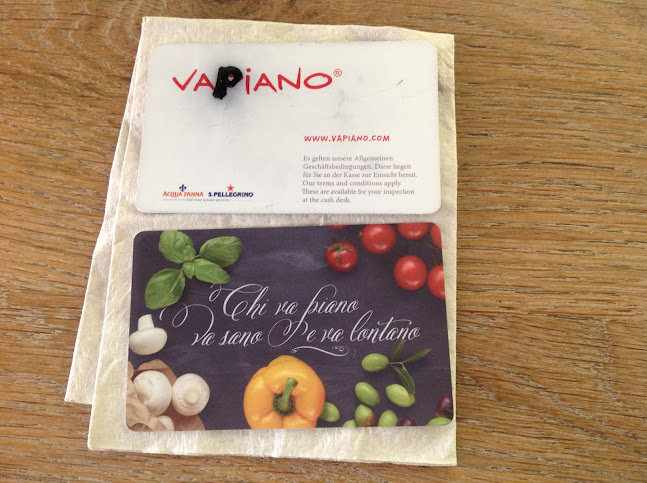 VAPIANO®
WWW.VAPIANO.COM
Es gelten unsere Allgemeinen
Geschäftsbedingungen. Diese liegen
für Sie an der Kasse zur Einsicht bereit.
Our terms and conditions apply.
These are available for your inspection
at the cash desk.
ACQUA PANNA S.PELLEGRINO
Chi va piano
va sano e va lontano